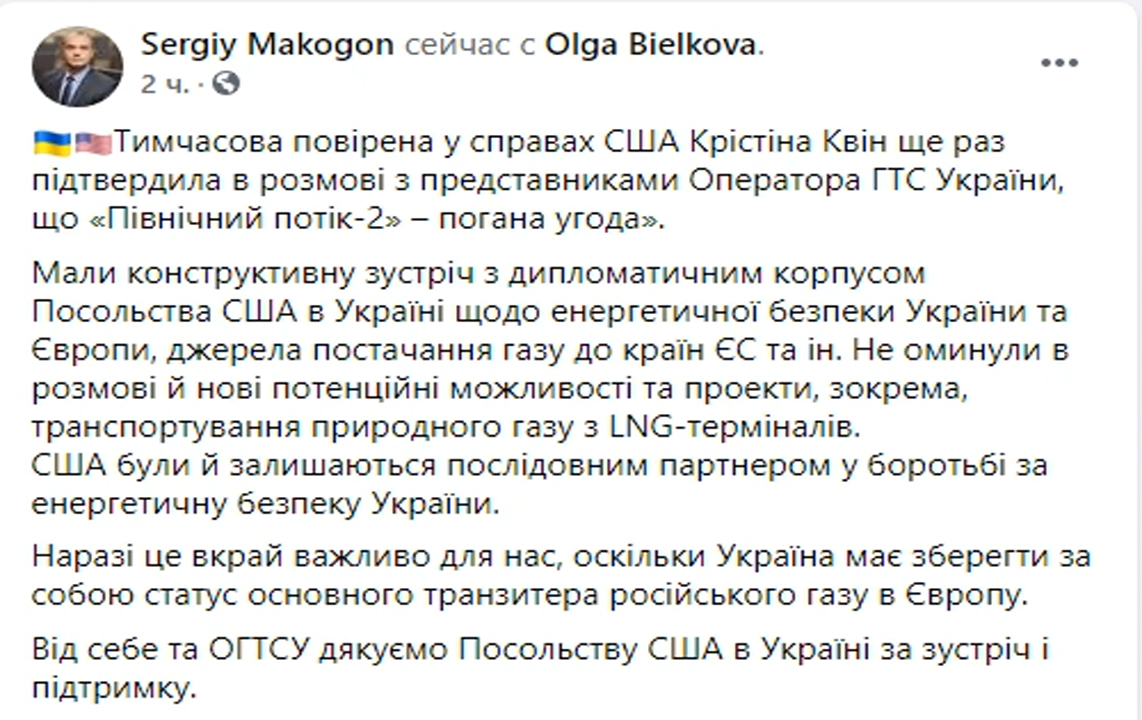 Sergiy Makogon сейчас с Olga Bielkova.
2 ч. ·
🇺🇦🇺🇸Тимчасова повірена у справах США Крістіна Квін ще раз
підтвердила в розмові з представниками Оператора ГТС України,
що «Північний потік-2» – погана угода».
Мали конструктивну зустріч з дипломатичним корпусом
Посольства США в Україні щодо енергетичної безпеки України та
Європи, джерела постачання газу до країн ЄС та ін. Не оминули в
розмові й нові потенційні можливості та проекти, зокрема,
транспортування природного газу з LNG-терміналів.
США були й залишаються послідовним партнером у боротьбі за
енергетичну безпеку України.
Наразі це вкрай важливо для нас, оскільки Україна має зберегти за
собою статус основного транзитера російського газу в Європу.
Від себе та ОГТСУ дякуємо Посольству США в Україні за зустріч і
підтримку.